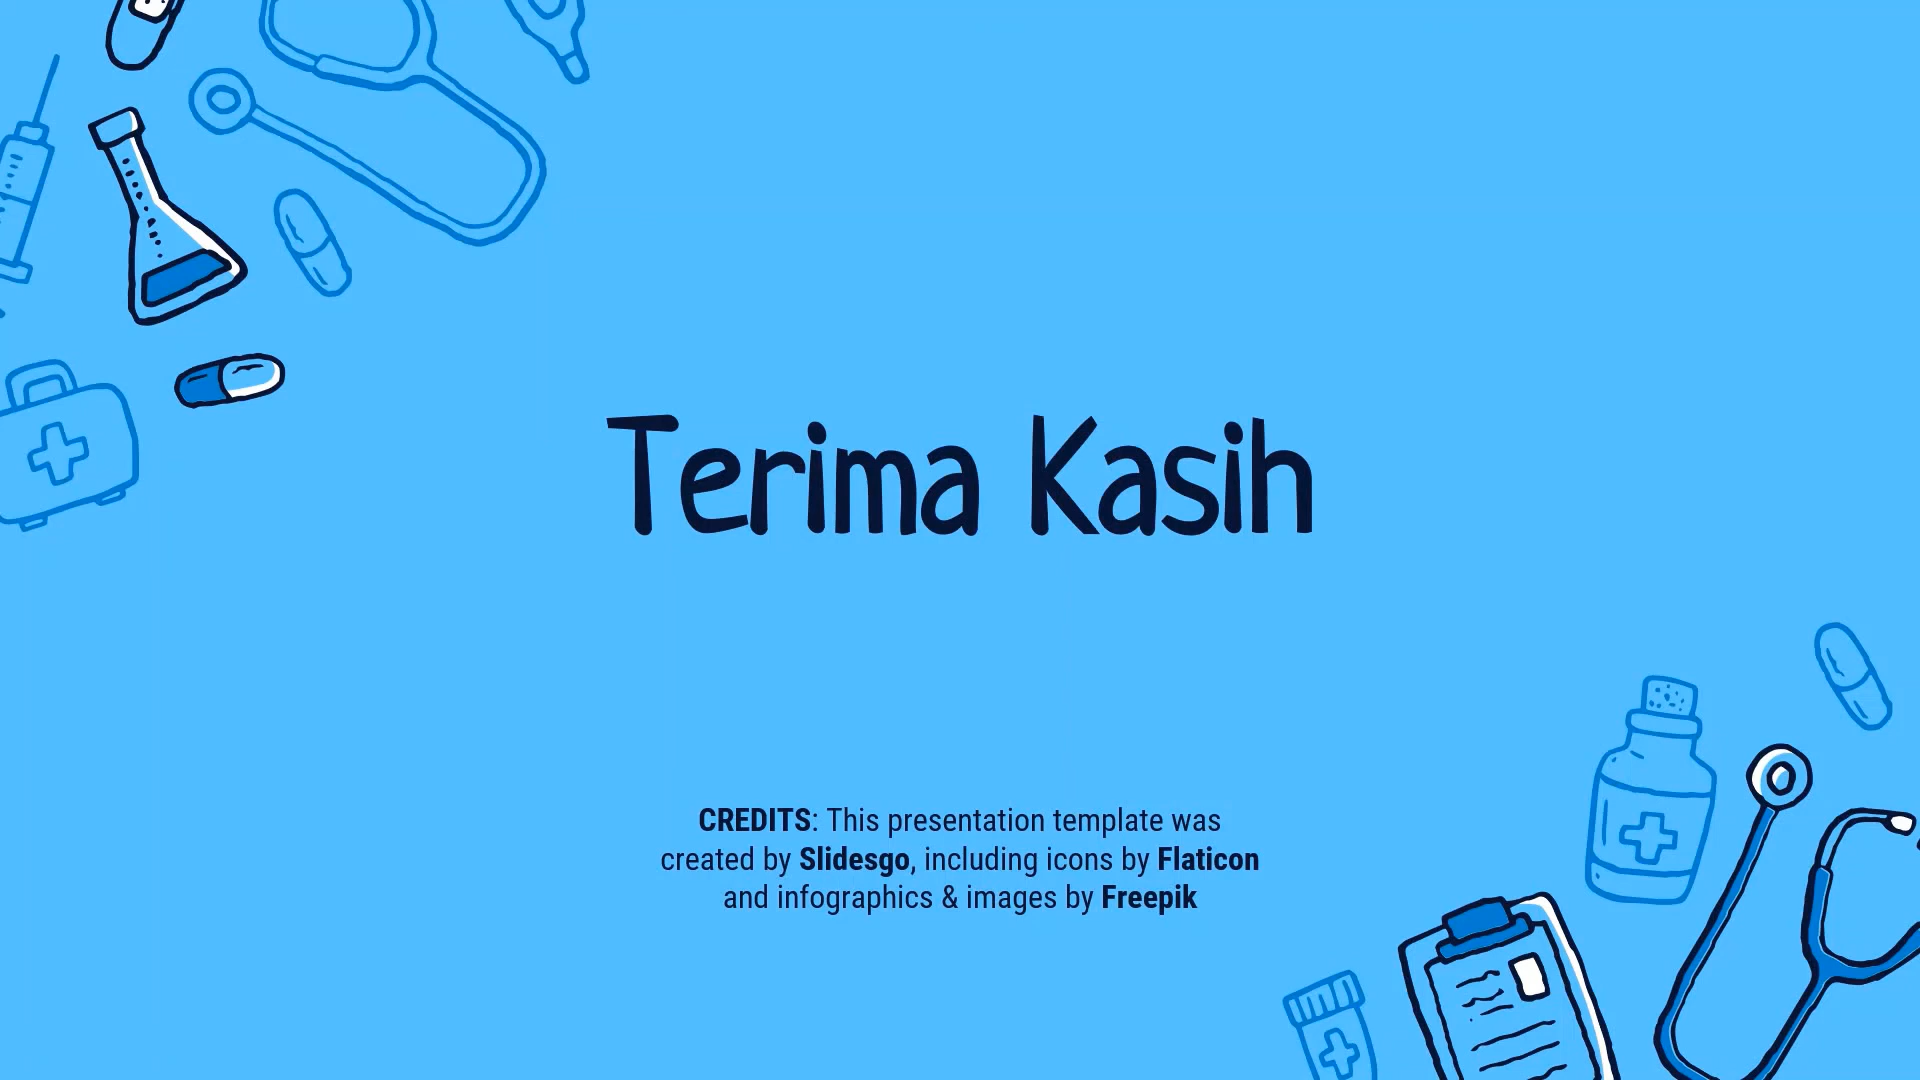 Terima Kasih
CREDITS: This presentation template was
created by Slidesgo, including icons by Flaticon
and infographics & images by Freepik